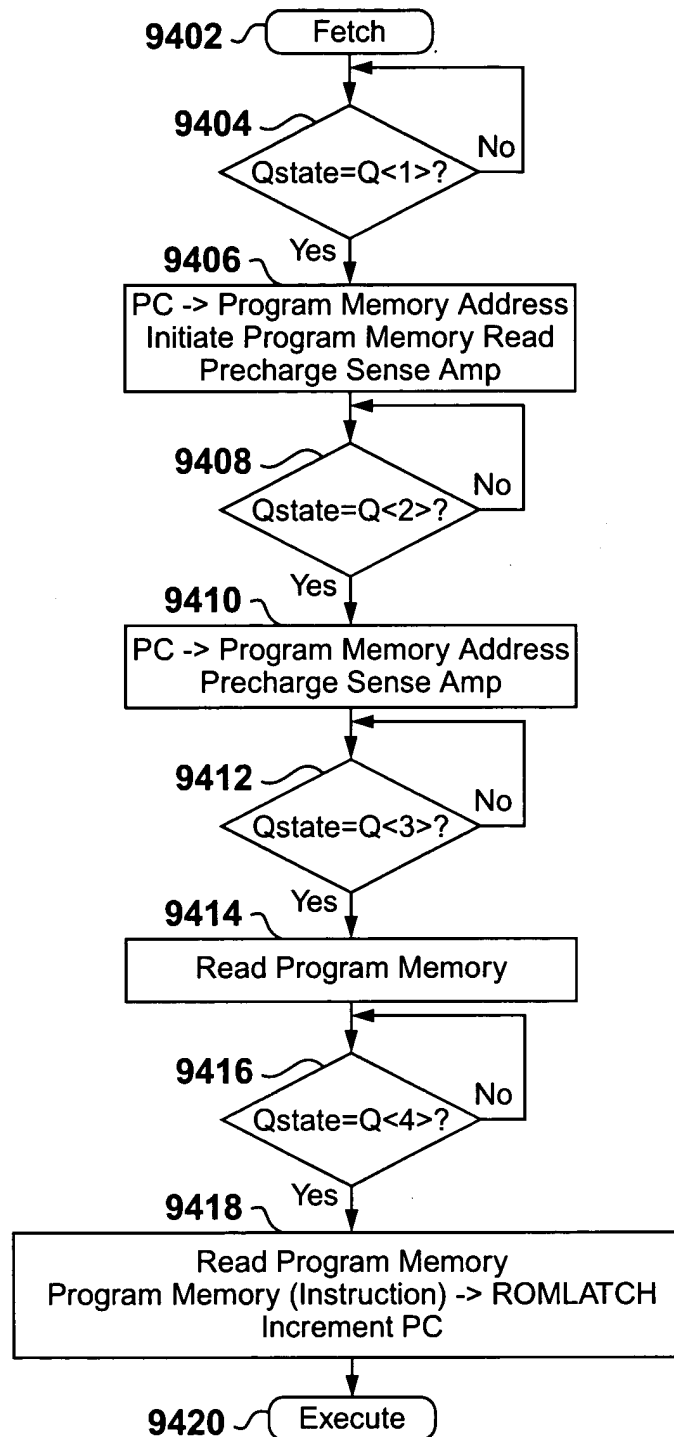 9402
Fetch
9404
Qstate=Q<1>?
No
Yes
9406
PC -> Program Memory Address
Initiate Program Memory Read
Precharge Sense Amp
9408
Qstate=Q<2>?
No
Yes
9410
PC -> Program Memory Address
Precharge Sense Amp
9412
Qstate=Q<3>?
No
Yes
9414
Read Program Memory
9416
Qstate=Q<4>?
No
Yes
9418
Read Program Memory
Program Memory (Instruction) -> ROMLATCH
Increment PC
9420
Execute